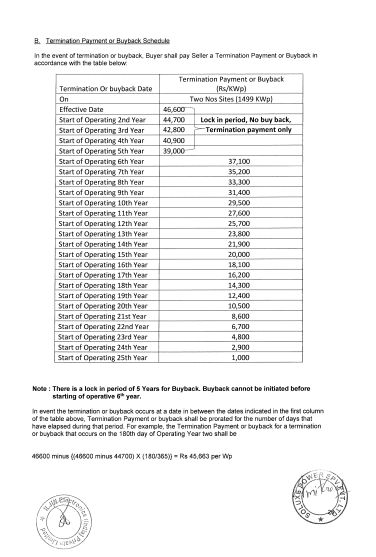 B. Termination Payment or Buyback Schedule
In the event of termination or buyback, Buyer shall pay Seller a Termination Payment or Buyback in
accordance with the table below:
Termination Or buyback Date
Termination Payment or Buyback
(Rs/KWp)
On Two Nos Sites (1499 KWp)
Effective Date 46,600
Start of Operating 2nd Year 44,700 Lock in period, No buy back,
Start of Operating 3rd Year 42,800 Termination payment only
Start of Operating 4th Year 40,900
Start of Operating 5th Year 39,000
Start of Operating 6th Year 37,100
Start of Operating 7th Year 35,200
Start of Operating 8th Year 33,300
Start of Operating 9th Year 31,400
Start of Operating 10th Year 29,500
Start of Operating 11th Year 27,600
Start of Operating 12th Year 25,700
Start of Operating 13th Year 23,800
Start of Operating 14th Year 21,900
Start of Operating 15th Year 20,000
Start of Operating 16th Year 18,100
Start of Operating 17th Year 16,200
Start of Operating 18th Year 14,300
Start of Operating 19th Year 12,400
Start of Operating 20th Year 10,500
Start of Operating 21st Year 8,600
Start of Operating 22nd Year 6,700
Start of Operating 23rd Year 4,800
Start of Operating 24th Year 2,900
Start of Operating 25th Year 1,000
Note : There is a lock in period of 5 Years for Buyback. Buyback cannot be initiated before
starting of operative 6th year.
In event the termination or buyback occurs at a date in between the dates indicated in the first column
of the table above, Termination Payment or buyback shall be prorated for the number of days that
have elapsed during that period. For example, the Termination Payment or buyback for a termination
or buyback that occurs on the 180th day of Operating Year two shall be
46600 minus {(46600 minus 44700) X (180/365)} = Rs 45,663 per Wp